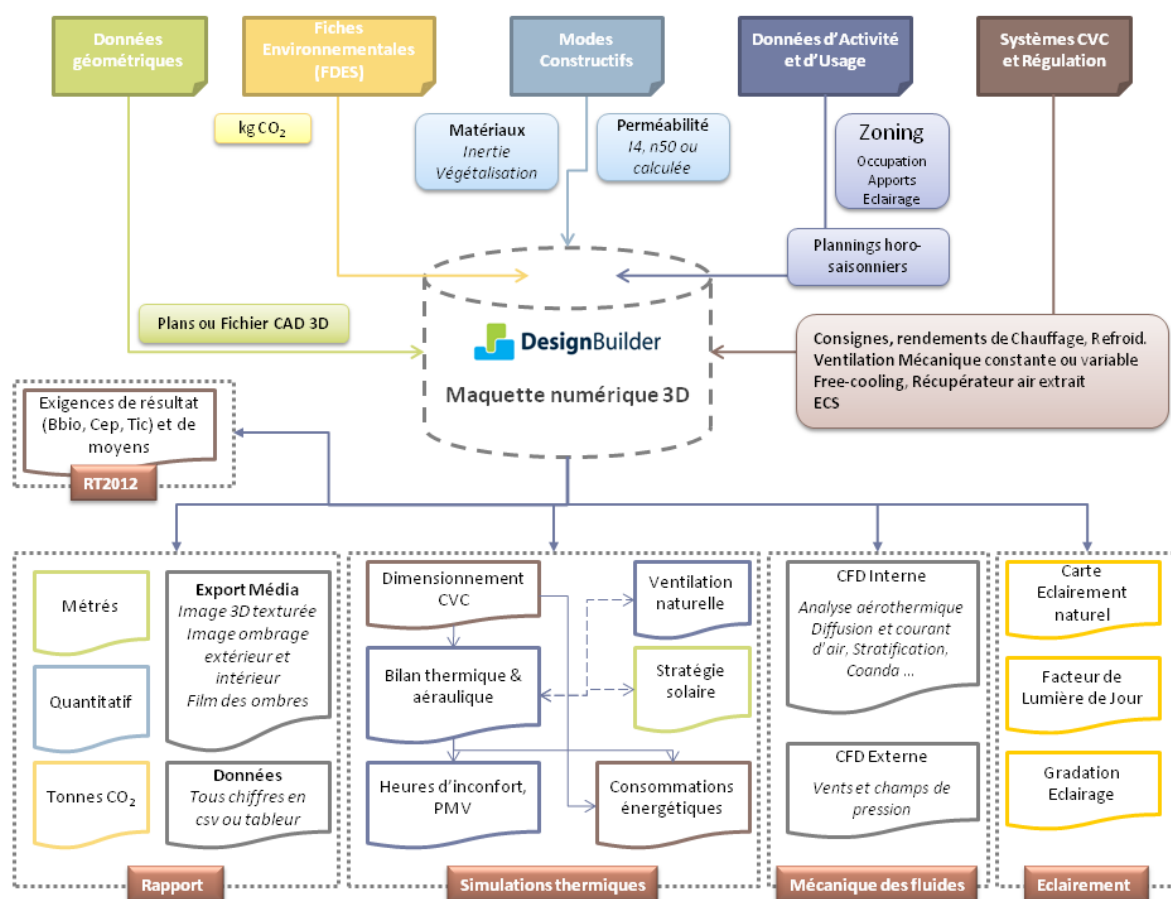 Données
géométriques
Fiches
Environnementales
(FDES)
Modes
Constructifs
Données d'Activité
et d'Usage
Systèmes CVC
et Régulation
kg CO₂
Matériaux
Inertie
Végétalisation
Perméabilité
I4, n50 ou
calculée
Zoning
Occupation
Apports
Eclairage
Plannings horo-
saisonniers
Plans ou Fichier CAD 3D
DesignBuilder
Maquette numérique 3D
Consignes, rendements de Chauffage, Refroid.
Ventilation Mécanique constante ou variable
Free-cooling, Récupérateur air extrait
ECS
Exigences de résultat
(Bbio, Cep, Tic) et de
moyens
RT2012
Métrés
Quantitatif
Tonnes CO₂
Export Média
Image 3D texturée
Image ombrage
extérieur et
intérieur
Film des ombres
Données
Tous chiffres en
csv ou tableur
Rapport
Dimensionnement
CVC
Bilan thermique &
aéraulique
Heures d'inconfort,
PMV
Ventilation
naturelle
Stratégie
solaire
Consommations
énergétiques
Simulations thermiques
CFD Interne
Analyse aérothermique
Diffusion et courant
d'air, Stratification,
Coanda ...
CFD Externe
Vents et champs de
pression
Mécanique des fluides
Carte
Eclairement
naturel
Facteur de
Lumière de Jour
Gradation
Eclairage
Eclairement